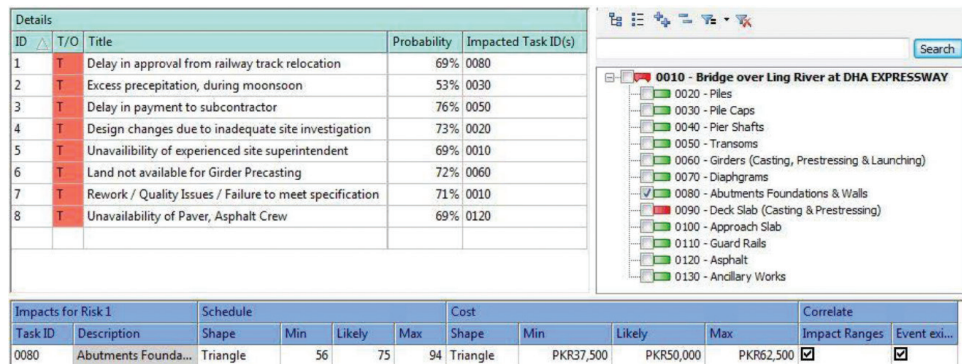 Details
ID T/O Title Probability Impacted Task ID(s)
1 T Delay in approval from railway track relocation 69% 0080
2 T Excess precepitation, during moonsoon 53% 0030
3 T Delay in payment to subcontractor 76% 0050
4 T Design changes due to inadequate site investigation 73% 0020
5 T Unavailibility of experienced site superintendent 69% 0010
6 T Land not available for Girder Precasting 72% 0060
7 T Rework / Quality Issues / Failure to meet specification 71% 0010
8 T Unavailability of Paver, Asphalt Crew 69% 0120
Search
0010 - Bridge over Ling River at DHA EXPRESSWAY
0020 - Piles
0030 - Pile Caps
0040 - Pier Shafts
0050 - Transoms
0060 - Girders (Casting, Prestressing & Launching)
0070 - Diaphgrams
0080 - Abutments Foundations & Walls
0090 - Deck Slab (Casting & Prestressing)
0100 - Approach Slab
0110 - Guard Rails
0120 - Asphalt
0130 - Ancillary Works
Impacts for Risk 1 Schedule Cost Correlate
Task ID Description Shape Min Likely Max Shape Min Likely Max Impact Ranges Event exi...
0080 Abutments Founda... Triangle 56 75 94 Triangle PKR37,500 PKR50,000 PKR62,500